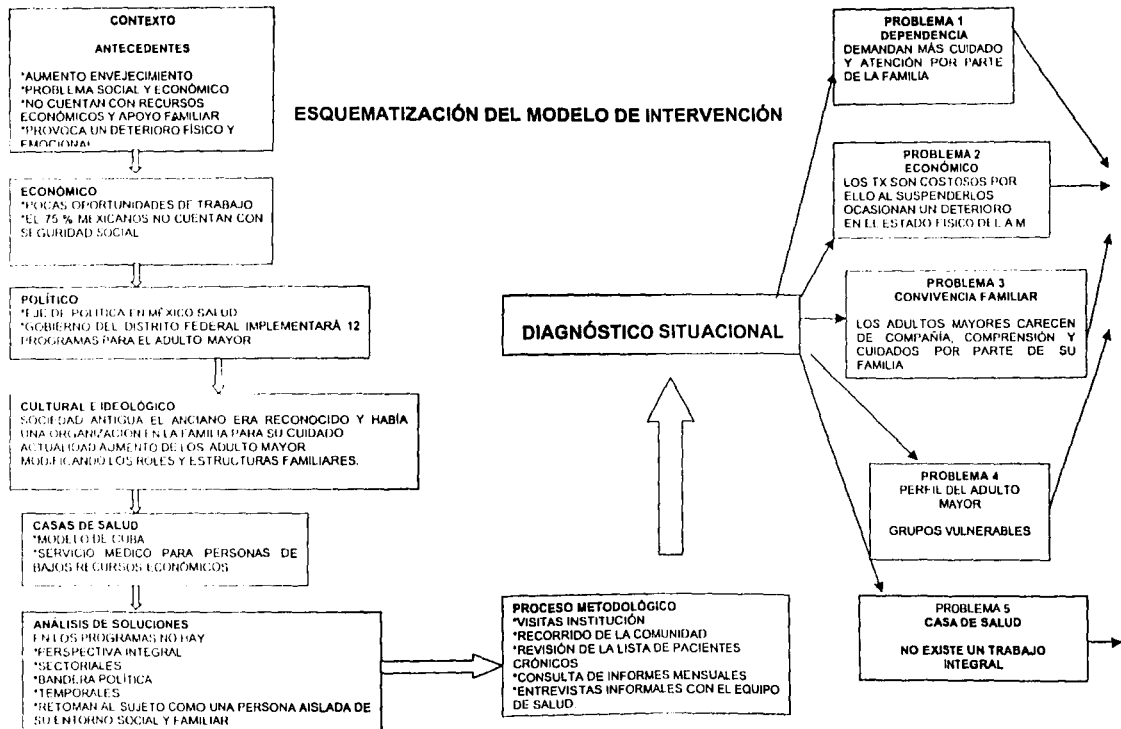 CONTEXTO
ANTECEDENTES
*AUMENTO ENVEJECIMIENTO
*PROBLEMA SOCIAL Y ECONÓMICO
*NO CUENTAN CON RECURSOS
ECONÓMICOS Y APOYO FAMILIAR
*PROVOCA UN DETERIORO FÍSICO Y
EMOCIONAL
ECONÓMICO
*POCAS OPORTUNIDADES DE TRABAJO
*EL 75 % MEXICANOS NO CUENTAN CON
SEGURIDAD SOCIAL
POLÍTICO
*EJE DE POLITICA EN MÉXICO SALUD
*GOBIERNO DEL DISTRITO FEDERAL IMPLEMENTARÁ 12
PROGRAMAS PARA EL ADULTO MAYOR
CULTURAL E IDEOLÓGICO
SOCIEDAD ANTIGUA EL ANCIANO ERA RECONOCIDO Y HABÍA
UNA ORGANIZACIÓN EN LA FAMILIA PARA SU CUIDADO
ACTUALIDAD AUMENTO DE LOS ADULTO MAYOR
MODIFICANDO LOS ROLES Y ESTRUCTURAS FAMILIARES.
CASAS DE SALUD
*MODELO DE CUBA
*SERVICIO MEDICO PARA PERSONAS DE
BAJOS RECURSOS ECONÓMICOS
ANÁLISIS DE SOLUCIONES
EN LOS PROGRAMAS NO HAY
*PERSPECTIVA INTEGRAL
*SECTORIALES
*BANDERA POLÍTICA
*TEMPORALES
*RETOMAN AL SUJETO COMO UNA PERSONA AISLADA DE
SU ENTORNO SOCIAL Y FAMILIAR
ESQUEMATIZACIÓN DEL MODELO DE INTERVENCIÓN
DIAGNÓSTICO SITUACIONAL
PROCESO METODOLÓGICO
*VISITAS INSTITUCIÓN
*RECORRIDO DE LA COMUNIDAD
*REVISIÓN DE LA LISTA DE PACIENTES
CRÓNICOS
*CONSULTA DE INFORMES MENSUALES
*ENTREVISTAS INFORMALES CON EL EQUIPO
DE SALUD.
PROBLEMA 1
DEPENDENCIA
DEMANDAN MÁS CUIDADO
Y ATENCIÓN POR PARTE
DE LA FAMILIA
PROBLEMA 2
ECONÓMICO
LOS TX SON COSTOSOS POR
ELLO AL SUSPENDERLOS
OCASIONAN UN DETERIORO
EN EL ESTADO FÍSICO DEL A M
PROBLEMA 3
CONVIVENCIA FAMILIAR
LOS ADULTOS MAYORES CARECEN
DE COMPAÑÍA, COMPRENSIÓN Y
CUIDADOS POR PARTE DE SU
FAMILIA
PROBLEMA 4
PERFIL DEL ADULTO
MAYOR
GRUPOS VULNERABLES
PROBLEMA 5
CASA DE SALUD
NO EXISTE UN TRABAJO
INTEGRAL